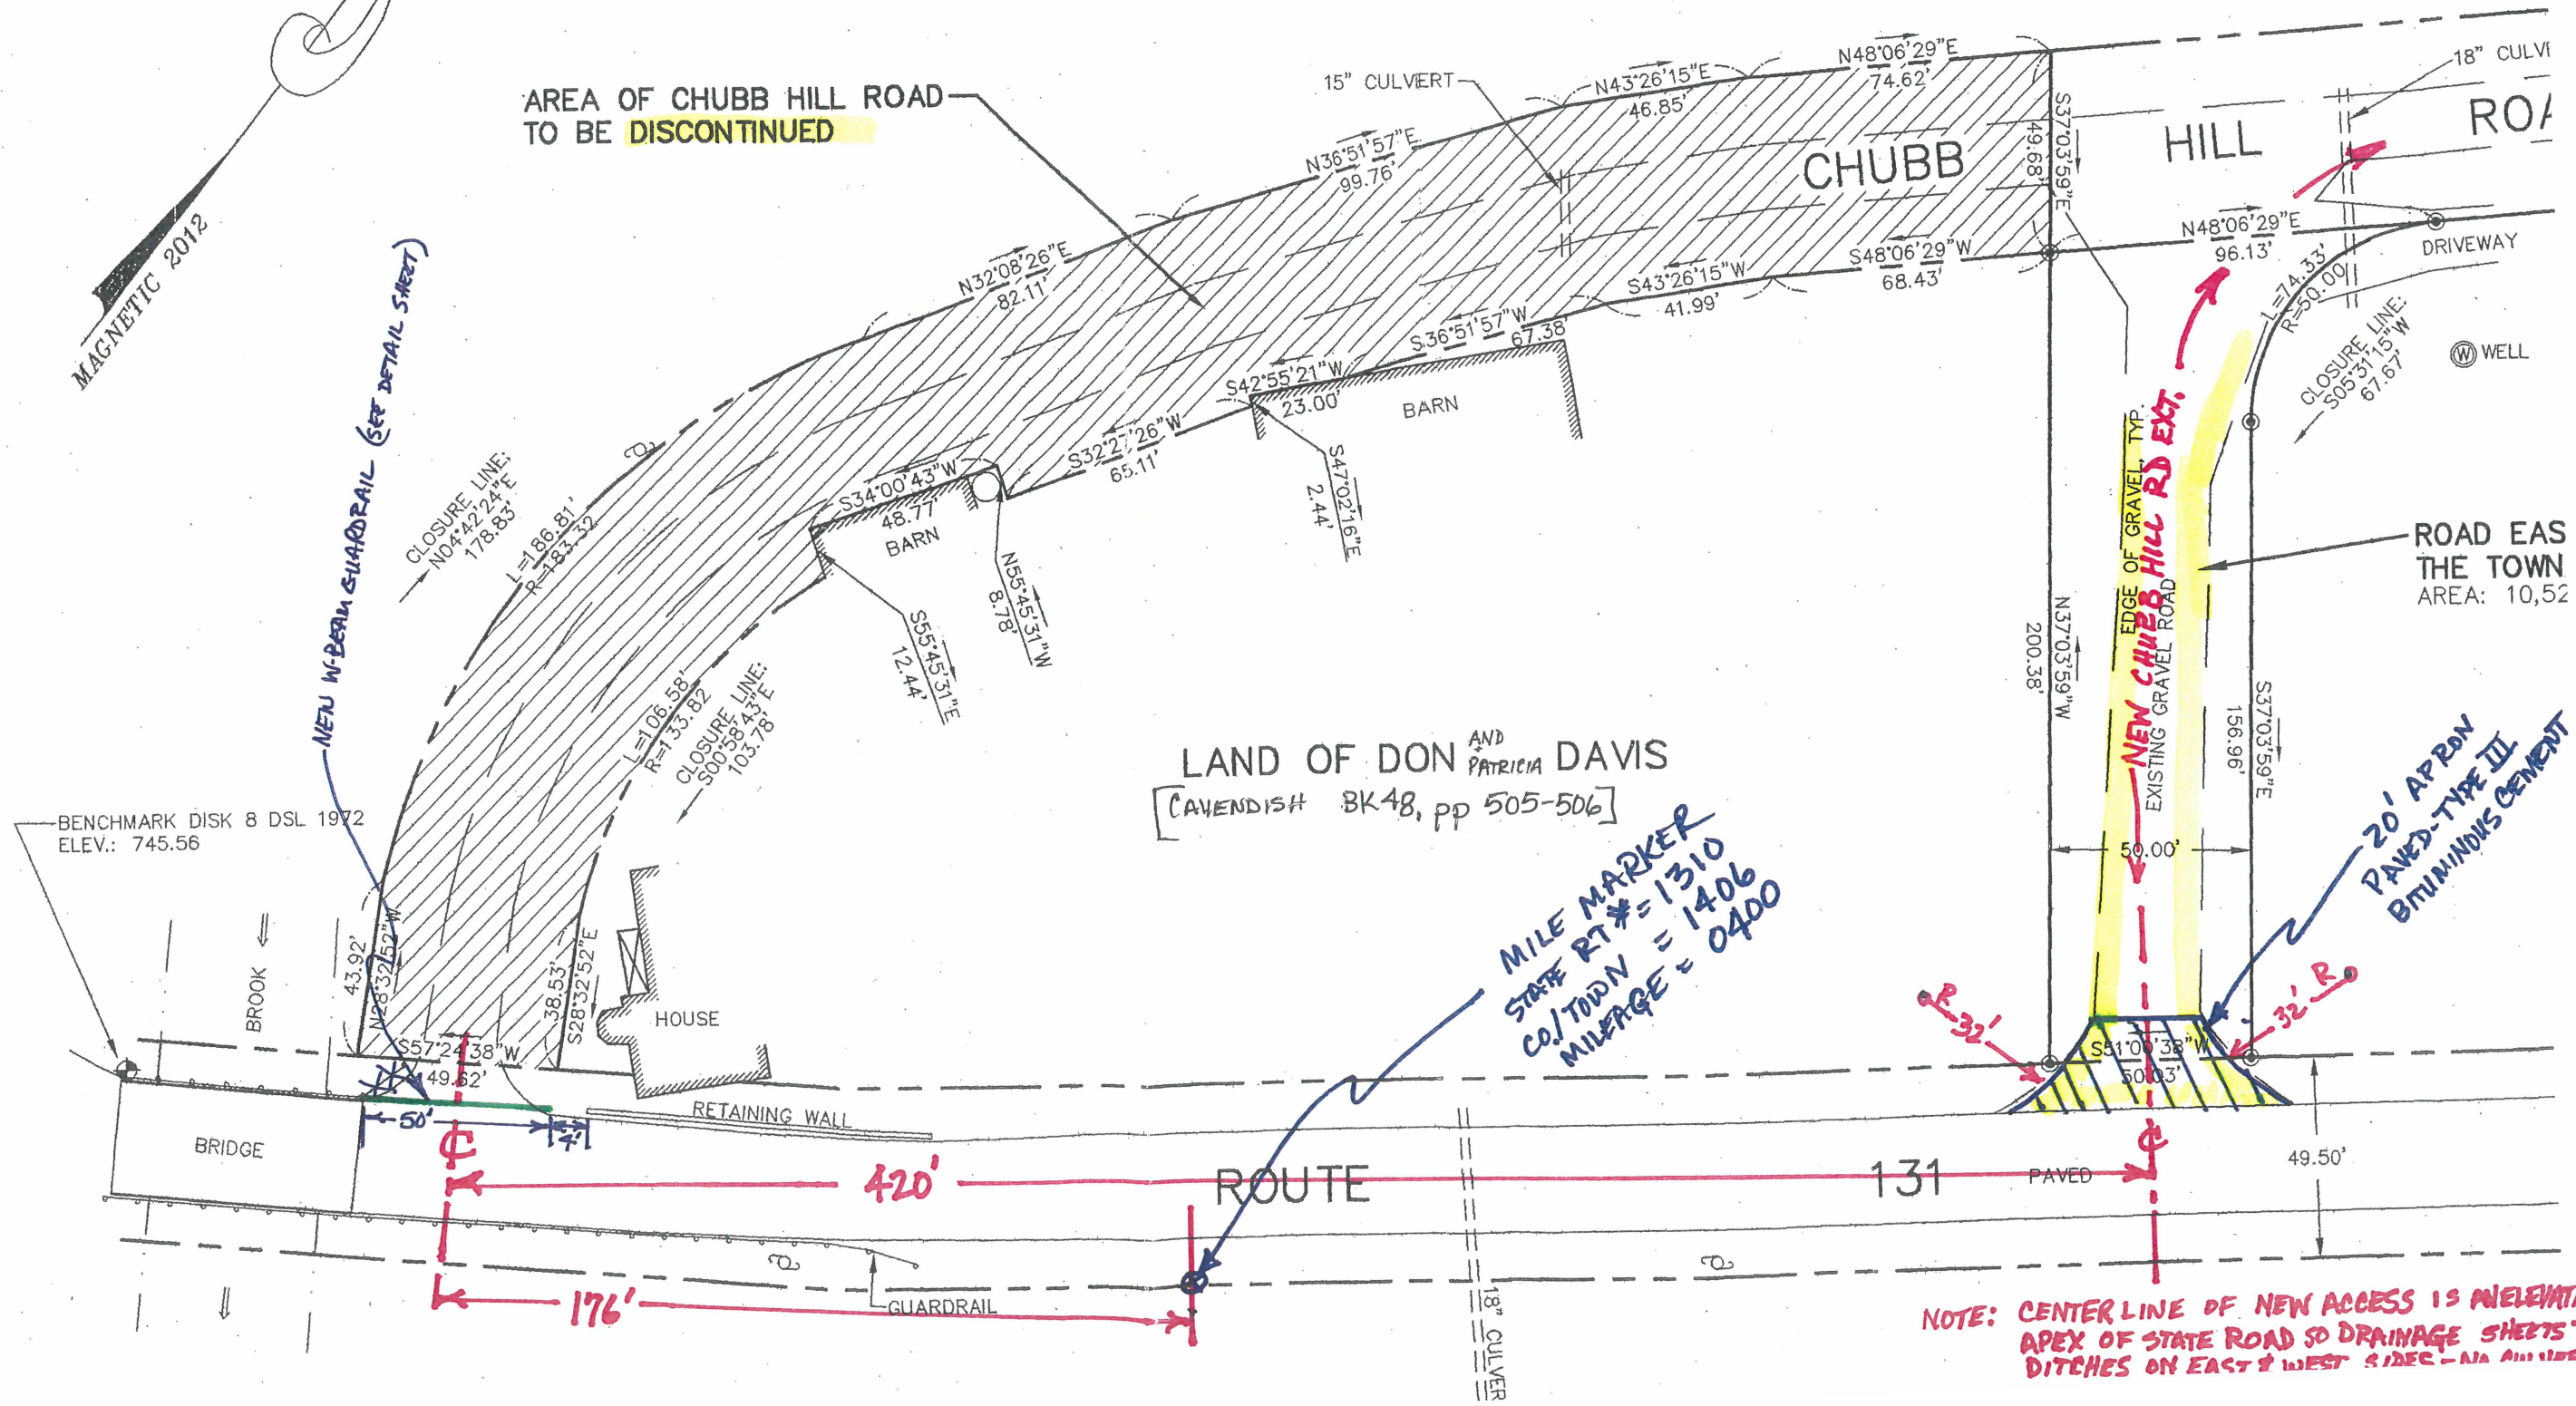 MAGNETIC 2012
AREA OF CHUBB HILL ROAD
TO BE DISCONTINUED
15" CULVERT
N43°26'15"E
46.85'
N48°06'29"E
74.62'
18" CULV
CHUBB HILL ROA
S37°03'59"E
49.68'
N36°51'57"E
99.76'
N32°08'26"E
82.11'
N48°06'29"E
96.13'
DRIVEWAY
S48°06'29"W
68.43'
S43°26'15"W
41.99'
S36°51'57"W
67.38'
S42°55'21"W
23.00'
BARN
S32°27'26"W
65.11'
S47°02'16"E
2.44'
S34°00'43"W
48.77'
BARN
N55°45'31"W
8.78'
S55°45'31"E
12.44'
L=74.33'
R=50.00'
CLOSURE LINE:
S05°31'15"W
67.67'
W WELL
NEW W-BEAM GUARDRAIL (SEE DETAIL SHEET)
CLOSURE LINE:
N04°42'24"E
178.83'
L=186.81'
R=183.32
L=106.58'
R=133.82
CLOSURE LINE:
S00°58'43"E
103.78'
EDGE OF GRAVEL, TYP.
NEW CHUBB HILL RD EXT.
EXISTING GRAVEL ROAD
ROAD EAS
THE TOWN
AREA: 10,52
N37°03'59"W
200.38'
S37°03'59"E
156.96'
50.00'
LAND OF DON AND PATRICIA DAVIS
[CAVENDISH BK48, pp 505-506]
20' APRON
PAVED-TYPE III
BITUMINOUS CEMENT
MILE MARKER
STATE RT # = 1310
CO./TOWN = 1406
MILEAGE = 0400
BENCHMARK DISK 8 DSL 1972
ELEV.: 745.56
BROOK
43.92'
N28°32'52"W
38.53'
S28°32'52"E
HOUSE
S57°24'38"W
49.62'
R
32'
32' R
S51°00'38"W
50.03'
BRIDGE
50'
4'
RETAINING WALL
℄
℄
420'
ROUTE 131
PAVED
49.50'
176'
GUARDRAIL
18" CULVER
NOTE: CENTER LINE OF NEW ACCESS IS
APEX OF STATE ROAD SO DRAINAGE SHEETS
DITCHES ON EAST & WEST SIDES - NO